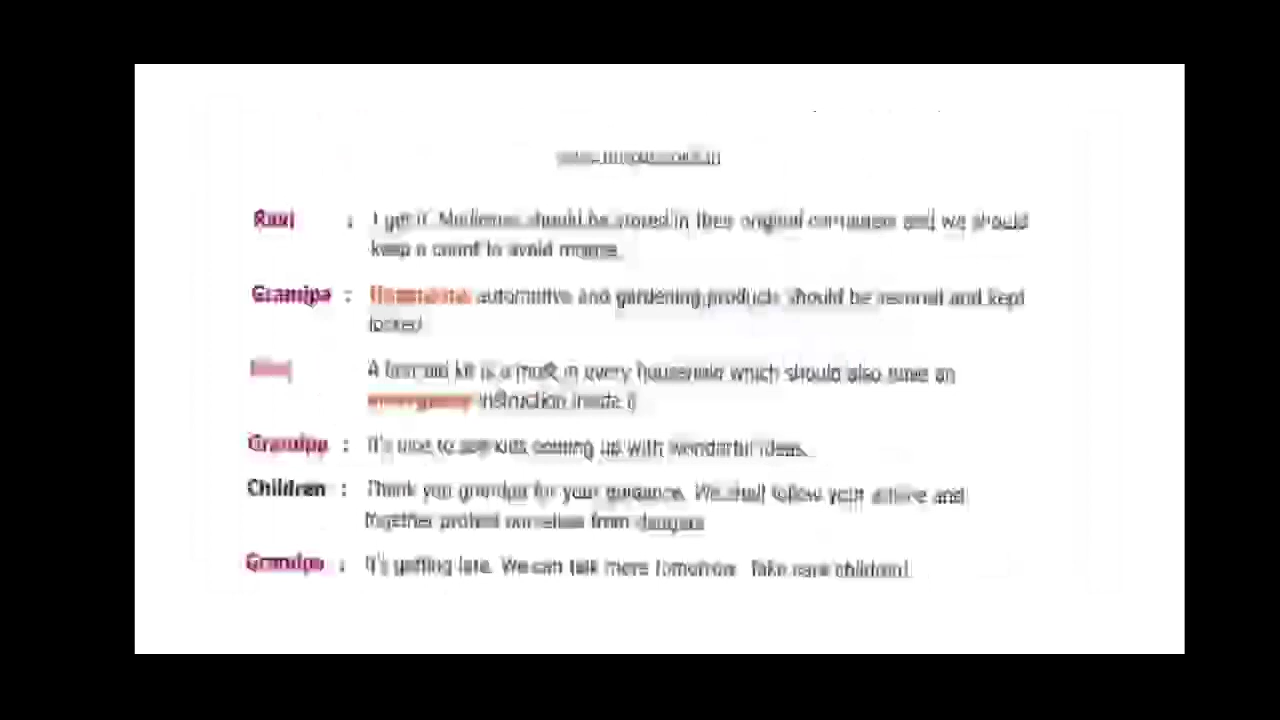 Ravi : I get it. Medicines should be stored in their original containers and we should
keep a count to avoid misuse.
Grandpa : automotive and gardening products should be removed and kept
locked
A first aid kit is a must in every household which should also have an
emergency instruction inside it
Grandpa : It's nice to see kids coming up with wonderful ideas.
Children : Thank you grandpa for your guidance. We shall follow your advice and
together protect ourselves from dangers
Grandpa : It's getting late. We can talk more tomorrow. Take care children!